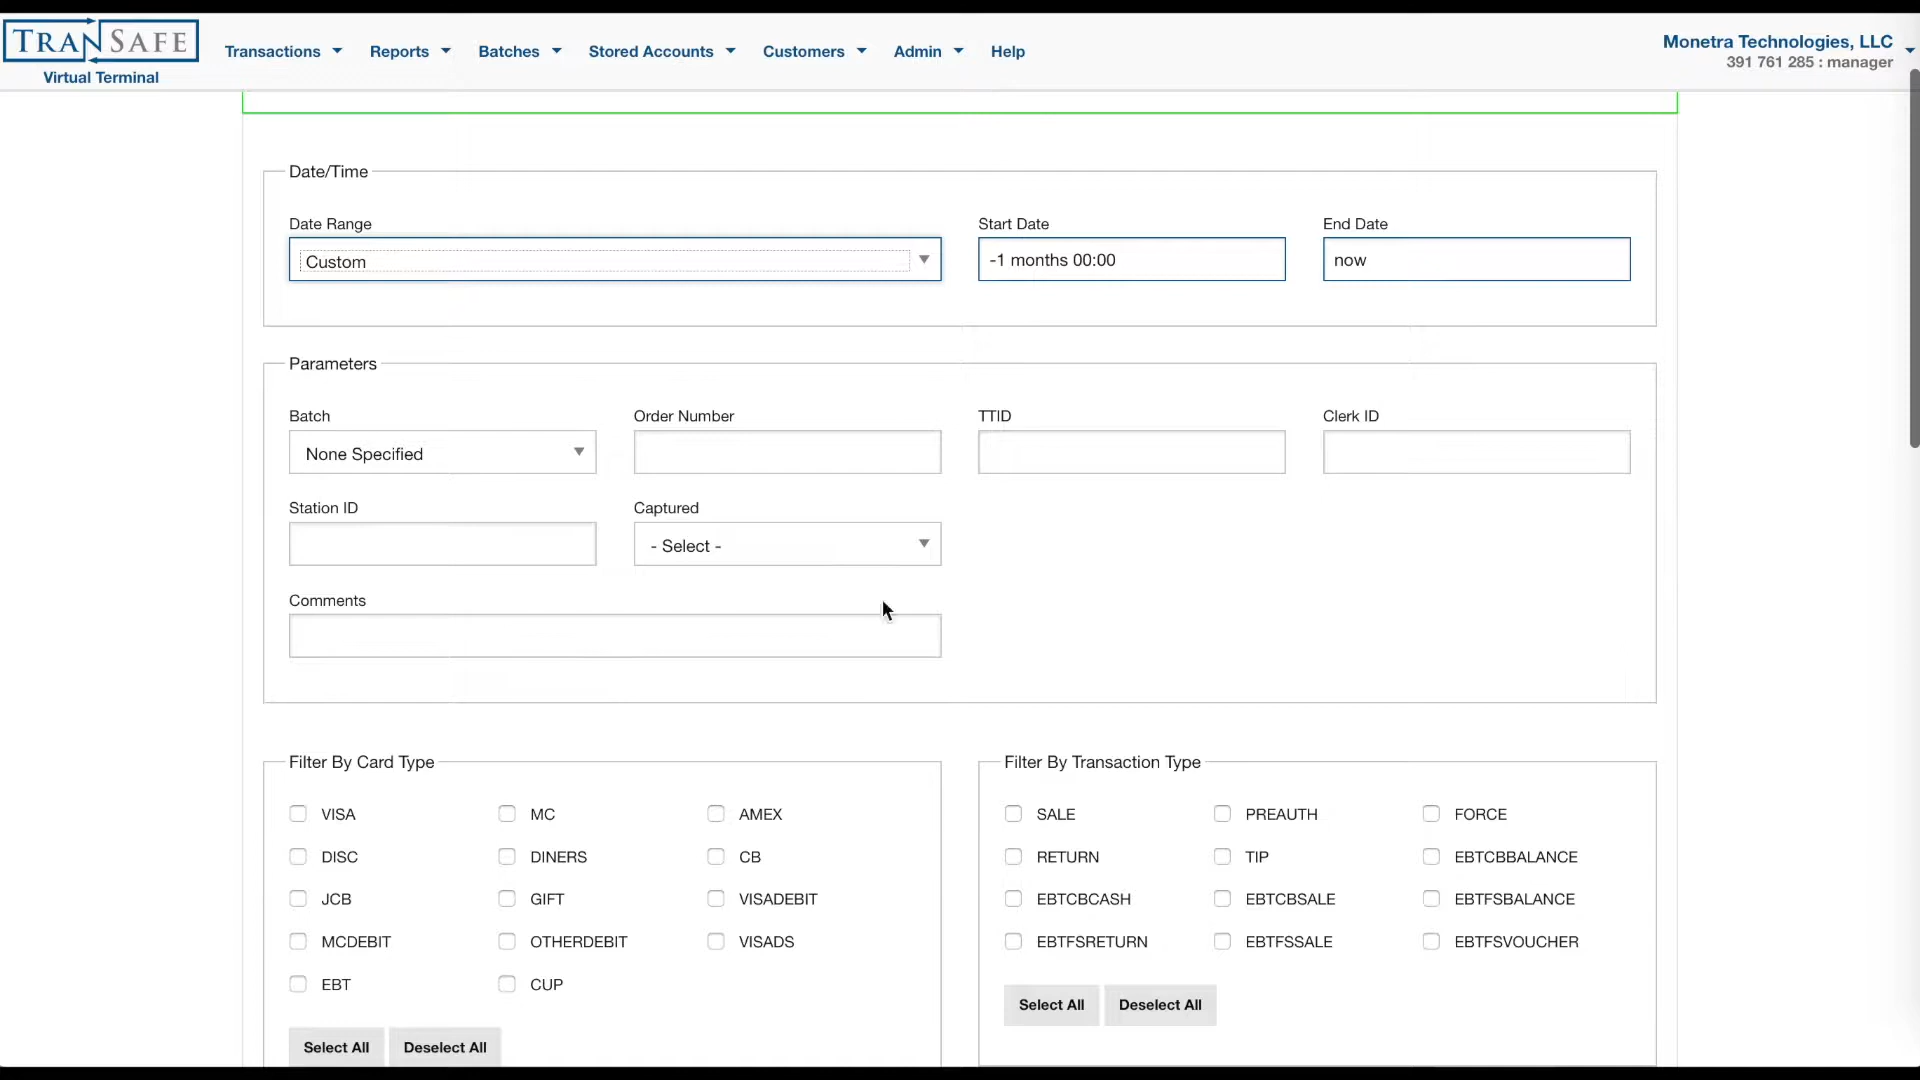 TRANSAFE
Virtual Terminal
Transactions Reports Batches Stored Accounts Customers Admin Help
Monetra Technologies, LLC
391 761 285 : manager
Date/Time
Date Range Start Date End Date
Custom -1 months 00:00 now
Parameters
Batch Order Number TTID Clerk ID
None Specified
Station ID Captured
- Select -
Comments
Filter By Card Type
VISA MC AMEX
DISC DINERS CB
JCB GIFT VISADEBIT
MCDEBIT OTHERDEBIT VISADS
EBT CUP
Select All Deselect All
Filter By Transaction Type
SALE PREAUTH FORCE
RETURN TIP EBTCBBALANCE
EBTCBCASH EBTCBSALE EBTFSBALANCE
EBTFSRETURN EBTFSSALE EBTFSVOUCHER
Select All Deselect All